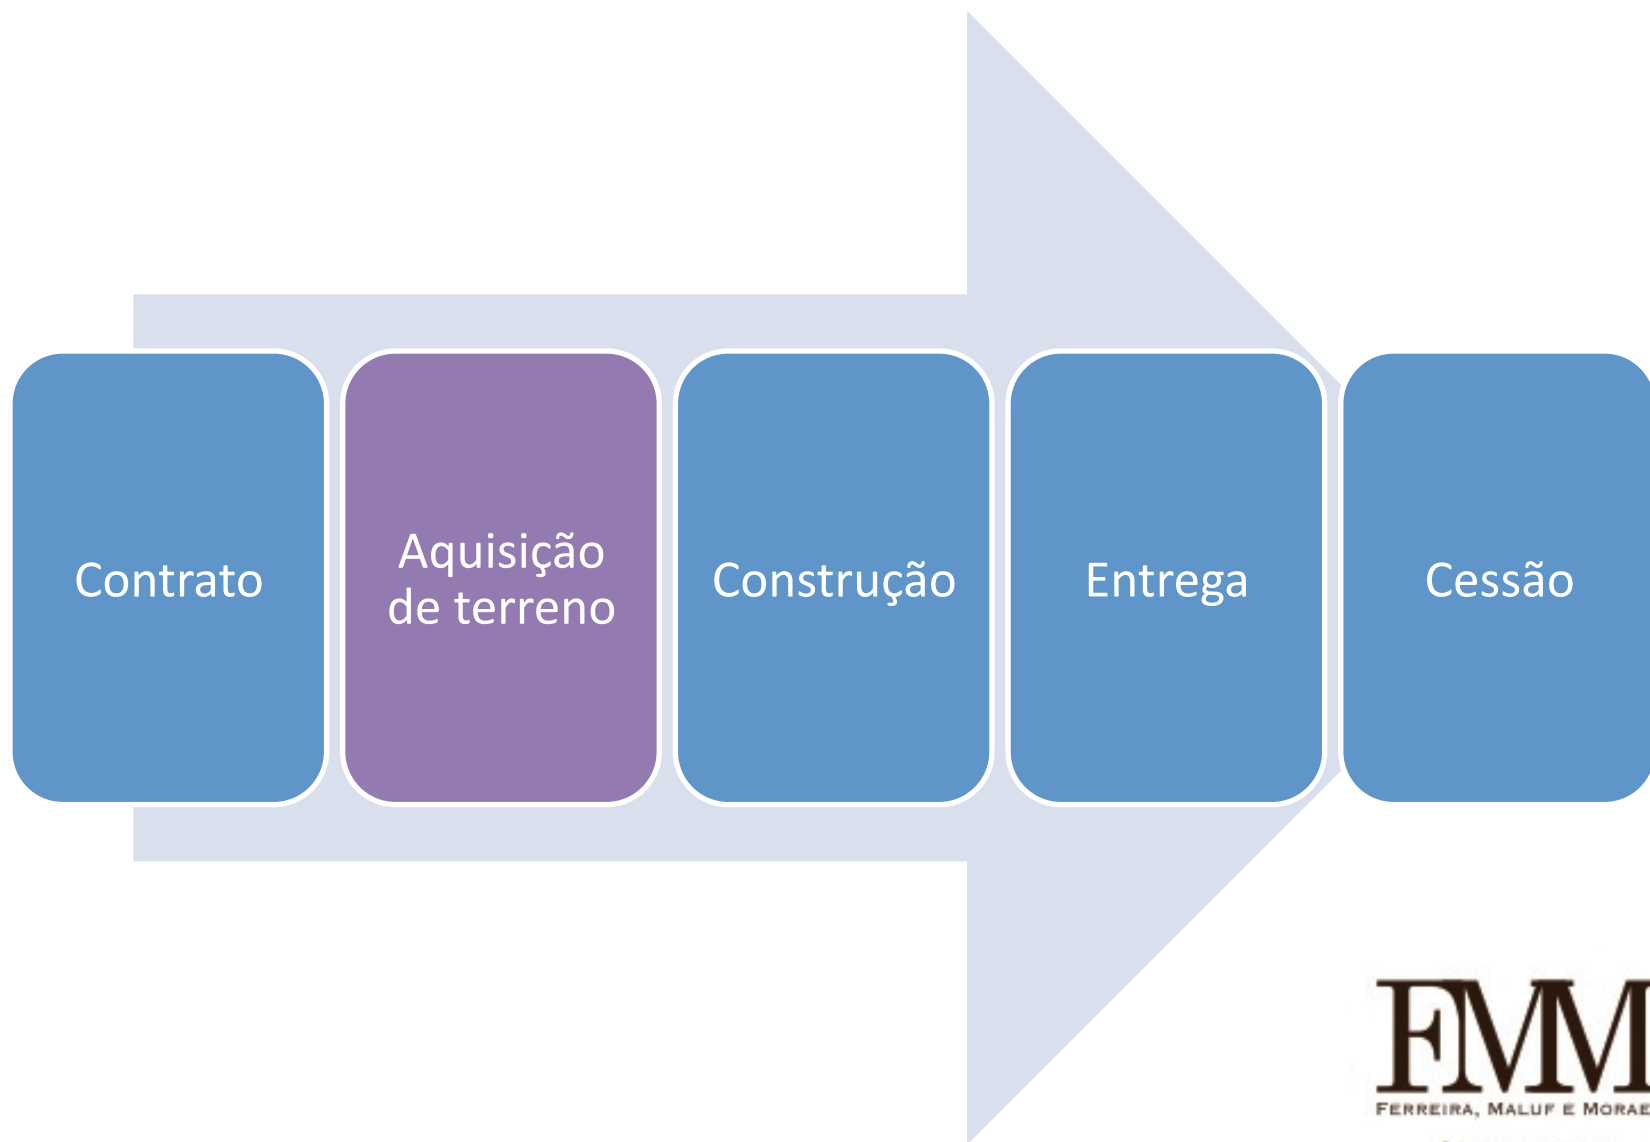 Contrato
Aquisição
de terreno
Construção
Entrega
Cessão
FMM
FERREIRA, MALUF E MORAE